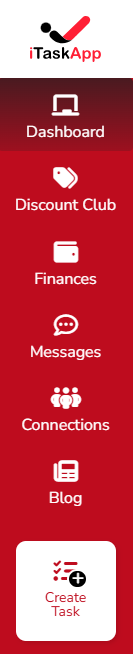 iTaskApp
Dashboard
Discount Club
Finances
Messages
Connections
Blog
Create
Task